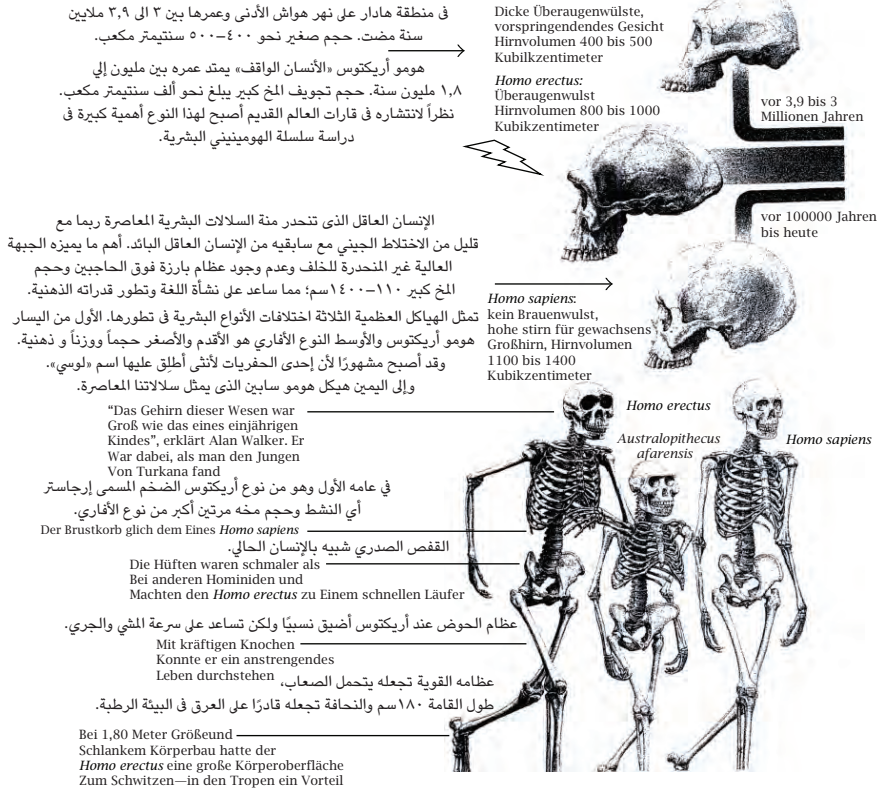 فى منطقة هادار على نهر هواش الأدنى وعمرها بين ٣ الى ٣,٩ ملايين
سنة مضت. حجم صغير نحو ٤٠٠–٥٠٠ سنتيمتر مكعب.
هومو أريكتوس «الأنسان الواقف» يمتد عمره بين مليون إلي
١,٨ مليون سنة. حجم تجويف المخ كبير يبلغ نحو ألف سنتيمتر مكعب.
نظراً لانتشاره فى قارات العالم القديم أصبح لهذا النوع أهمية كبيرة فى
دراسة سلسلة الهومينيني البشرية.
Dicke Überaugenwülste,
vorspringendendes Gesicht
Hirnvolumen 400 bis 500
Kubilkzentimeter
Homo erectus:
Überaugenwulst
Hirnvolumen 800 bis 1000
Kubikzentimeter
vor 3,9 bis 3
Millionen Jahren
vor 100000 Jahren
bis heute
الإنسان العاقل الذى تنحدر منة السلالات البشرية المعاصرة ربما مع
قليل من الاختلاط الجيني مع سابقيه من الإنسان العاقل البائد. أهم ما يميزه الجبهة
العالية غير المنحدرة للخلف وعدم وجود عظام بارزة فوق الحاجبين وحجم
المخ كبير ١١٠–١٤٠٠سم؛ مما ساعد على نشأة اللغة وتطور قدراته الذهنية.
Homo sapiens:
kein Brauenwulst,
hohe stirn für gewachsens
Großhirn, Hirnvolumen
1100 bis 1400
Kubikzentimeter
تمثل الهياكل العظمية الثلاثة اختلافات الأنواع البشرية فى تطورها. الأول من اليسار
هومو أريكتوس والأوسط النوع الأفاري هو الأقدم والأصغر حجماً ووزناً و ذهنية.
وقد أصبح مشهورًا لأن إحدى الحفريات لأنثى أطلِق عليها اسم «لوسي».
وإلى اليمين هيكل هومو سابين الذى يمثل سلالاتنا المعاصرة.
Homo erectus
Australopithecus
afarensis
Homo sapiens
“Das Gehirn dieser Wesen war
Groß wie das eines einjährigen
Kindes”, erklärt Alan Walker. Er
War dabei, als man den Jungen
Von Turkana fand
في عامه الأول وهو من نوع أريكتوس الضخم المسمى إرجاستر
أي النشط وحجم مخه مرتين أكبر من نوع الأفاري.
Der Brustkorb glich dem Eines Homo sapiens
القفص الصدري شبيه بالإنسان الحالي.
Die Hüften waren schmaler als
Bei anderen Hominiden und
Machten den Homo erectus zu Einem schnellen Läufer
عظام الحوض عند أريكتوس أضيق نسبيًا ولكن تساعد على سرعة المشي والجري.
Mit kräftigen Knochen
Konnte er ein anstrengendes
Leben durchstehen
عظامه القوية تجعله يتحمل الصعاب،
طول القامة ١٨٠سم والنحافة تجعله قادرًا على العرق فى البيئة الرطبة.
Bei 1,80 Meter Größeund
Schlankem Körperbau hatte der
Homo erectus eine große Körperoberfläche
Zum Schwitzen—in den Tropen ein Vorteil